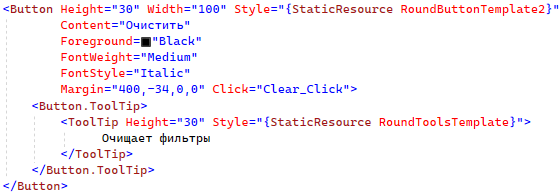 <Button Height="30" Width="100" Style="{StaticResource RoundButtonTemplate2}"
Content="Очистить"
Foreground="Black"
FontWeight="Medium"
FontStyle="Italic"
Margin="400,-34,0,0" Click="Clear_Click">
<Button.ToolTip>
<ToolTip Height="30" Style="{StaticResource RoundToolsTemplate}">
Очищает фильтры
</ToolTip>
</Button.ToolTip>
</Button>